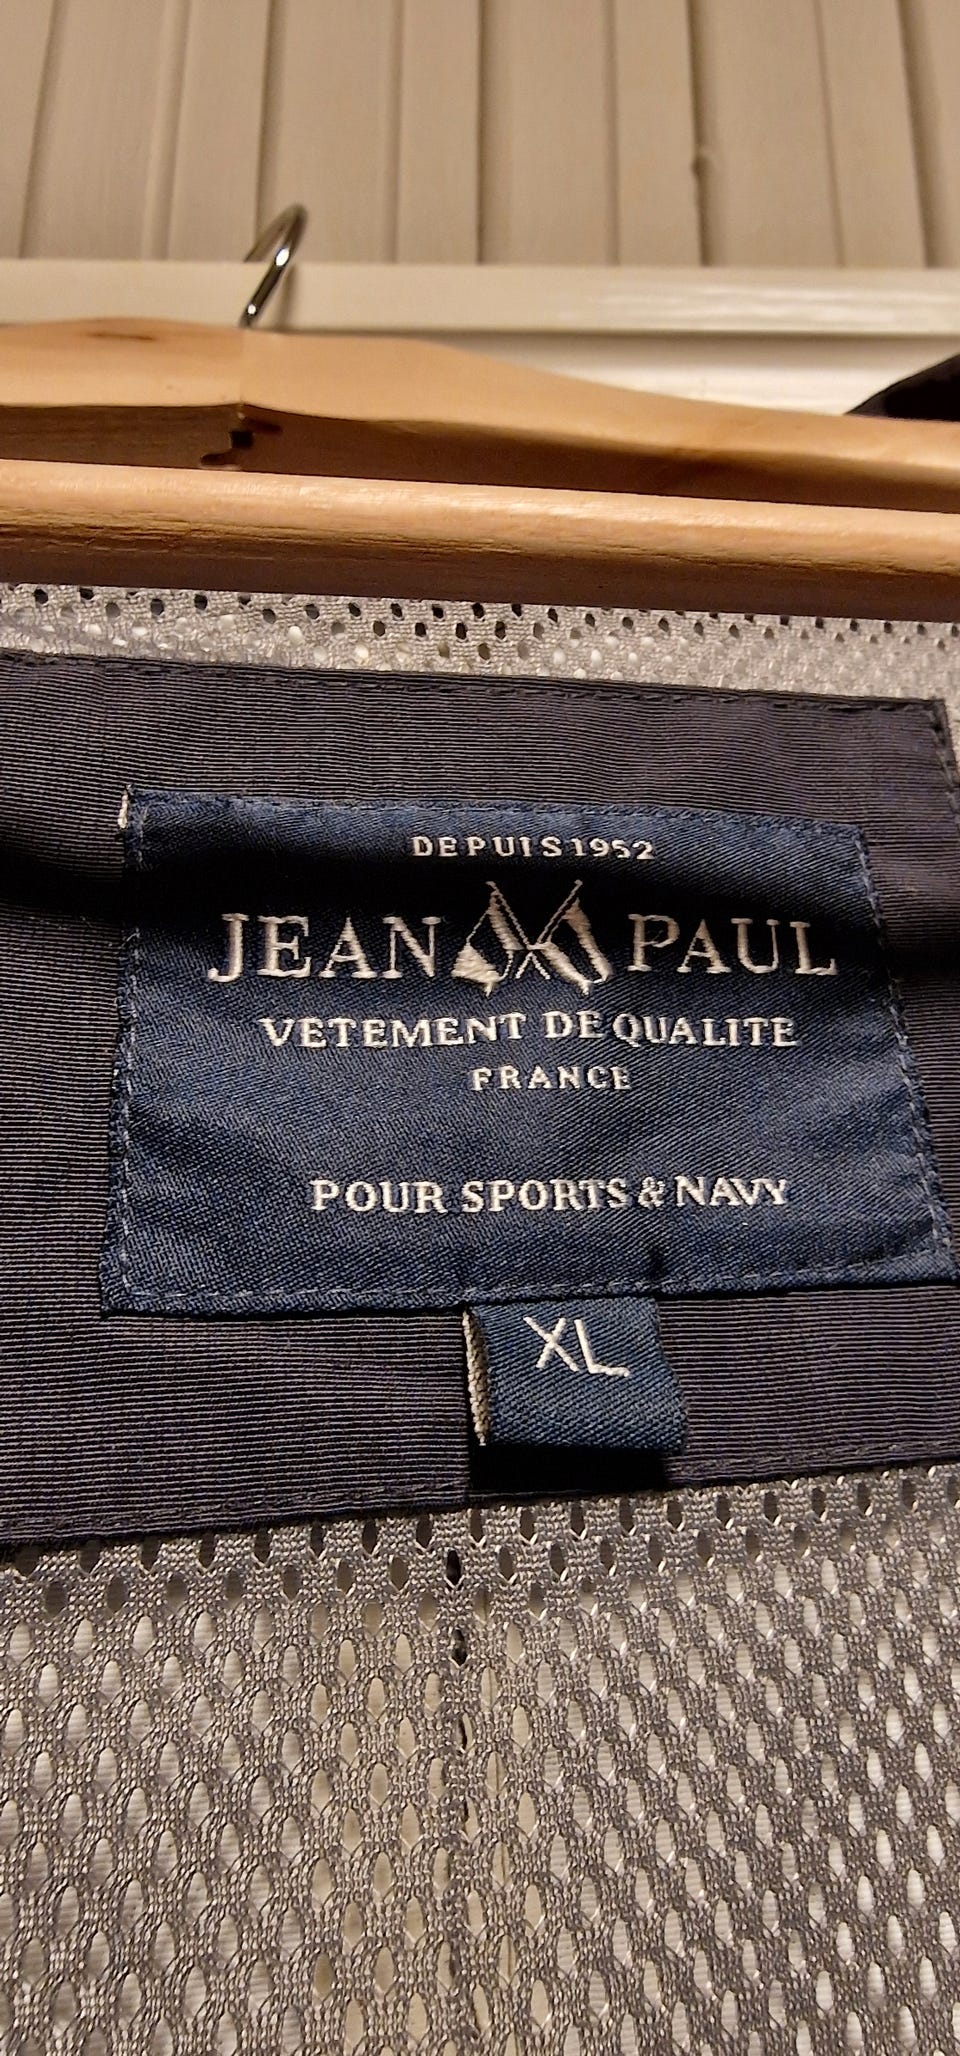 DEPUIS 1952
JEAN PAUL
VETEMENT DE QUALITE
FRANCE
POUR SPORTS & NAVY
XL